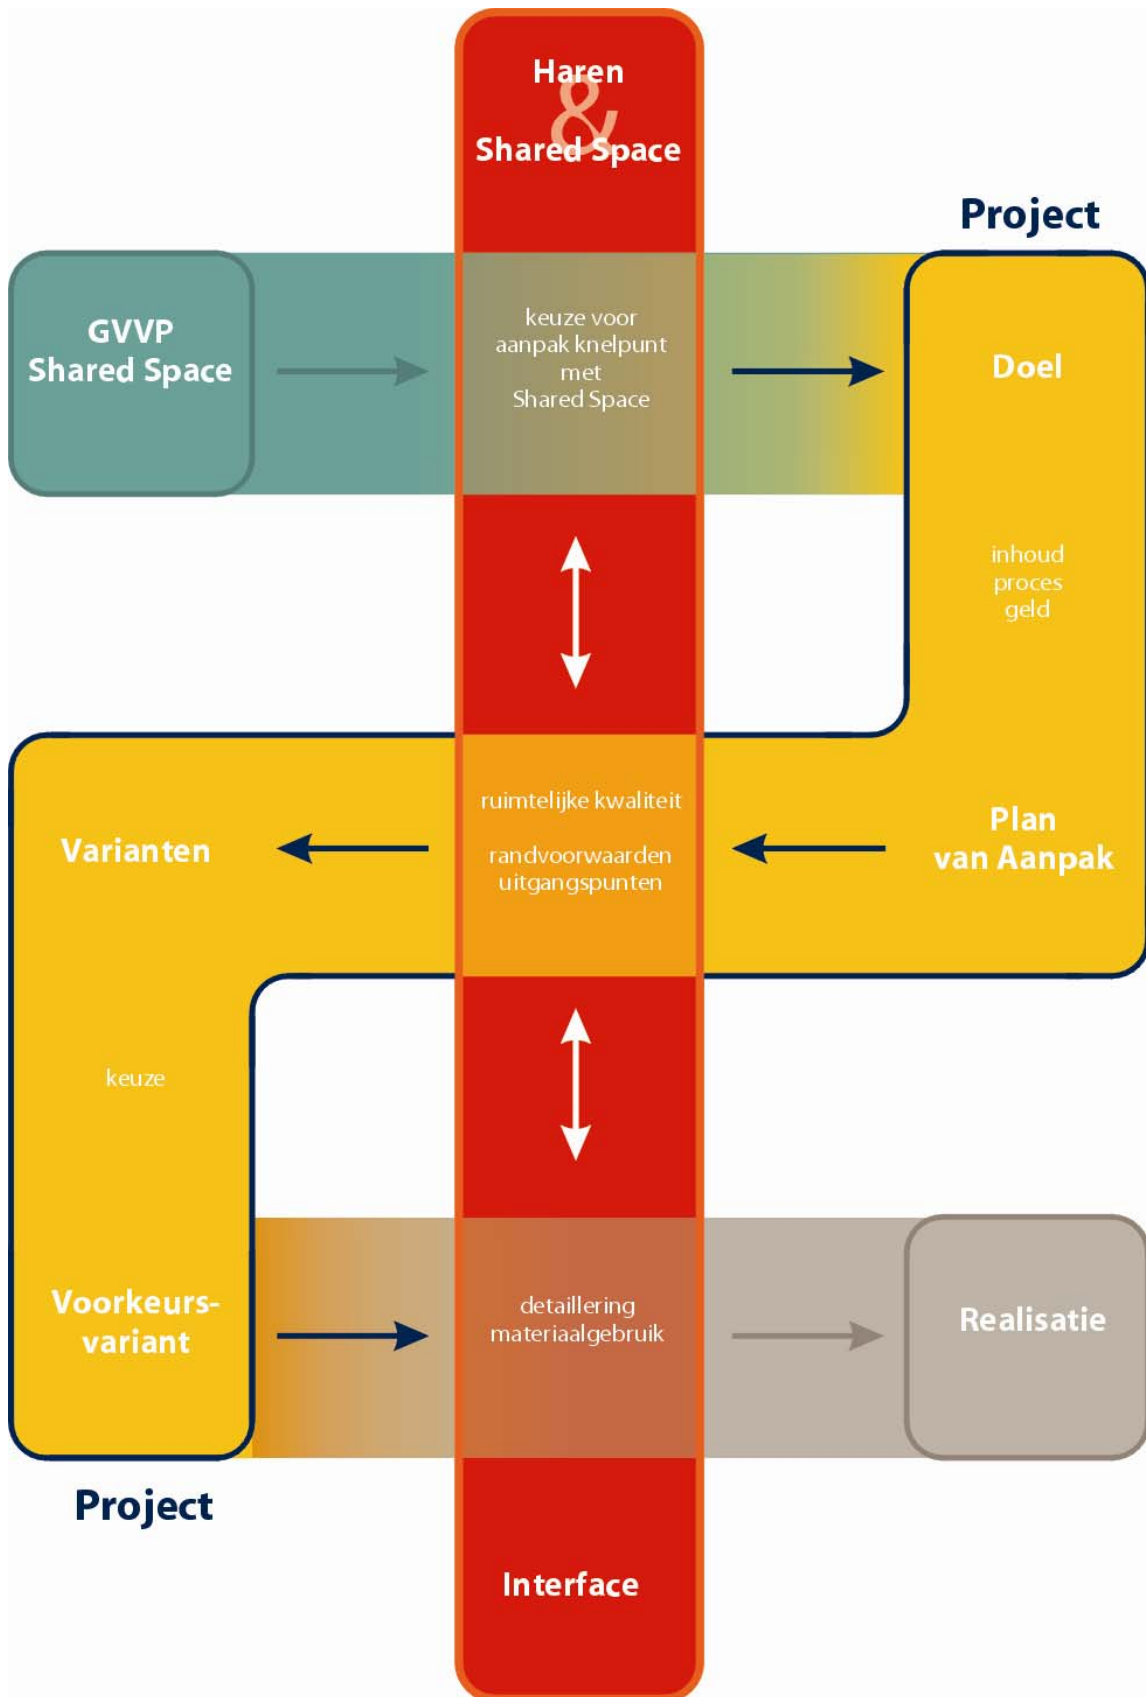 Haren
&
Shared Space
Project
GVVP
Shared Space
keuze voor
aanpak knelpunt
met
Shared Space
Doel
inhoud
proces
geld
Varianten
ruimtelijke kwaliteit
randvoorwaarden
uitgangspunten
Plan
van Aanpak
keuze
Voorkeurs-
variant
detaillering
materiaalgebruik
Realisatie
Project
Interface